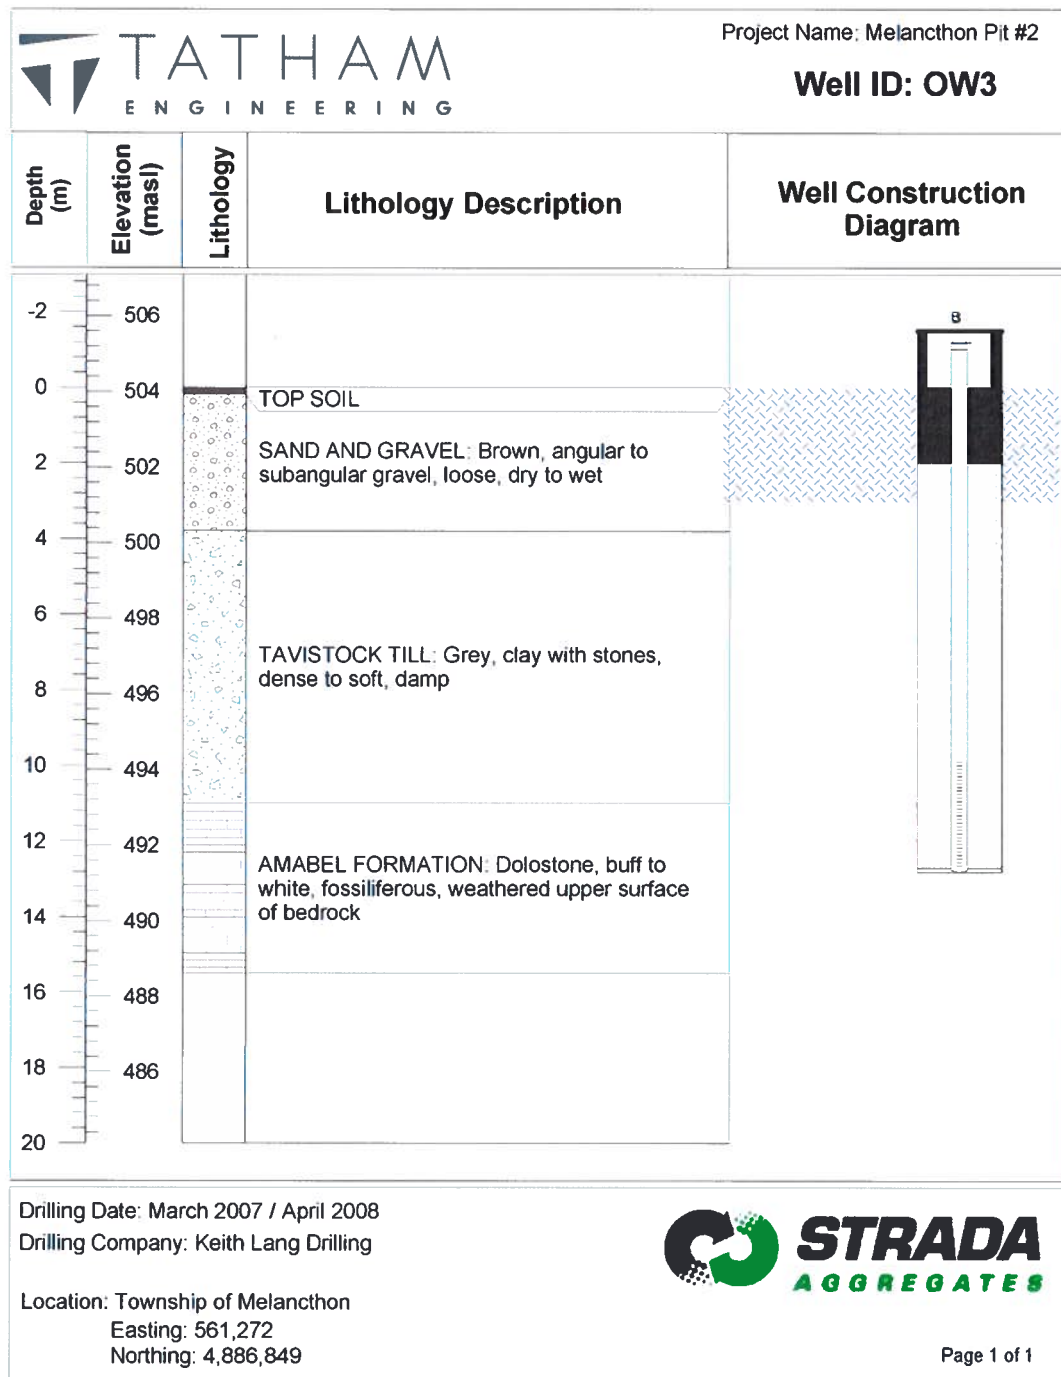 TATHAM
ENGINEERING
Project Name: Melancthon Pit #2
Well ID: OW3
Depth
(m)
Elevation
(masl)
Lithology
Lithology Description
Well Construction
Diagram
-2
0
2
4
6
8
10
12
14
16
18
20
506
504
502
500
498
496
494
492
490
488
486
TOP SOIL
SAND AND GRAVEL: Brown, angular to
subangular gravel, loose, dry to wet
TAVISTOCK TILL: Grey, clay with stones,
dense to soft, damp
AMABEL FORMATION: Dolostone, buff to
white, fossiliferous, weathered upper surface
of bedrock
B
Drilling Date: March 2007 / April 2008
Drilling Company: Keith Lang Drilling
Location: Township of Melancthon
Easting: 561,272
Northing: 4,886,849
STRADA
AGGREGATES
Page 1 of 1